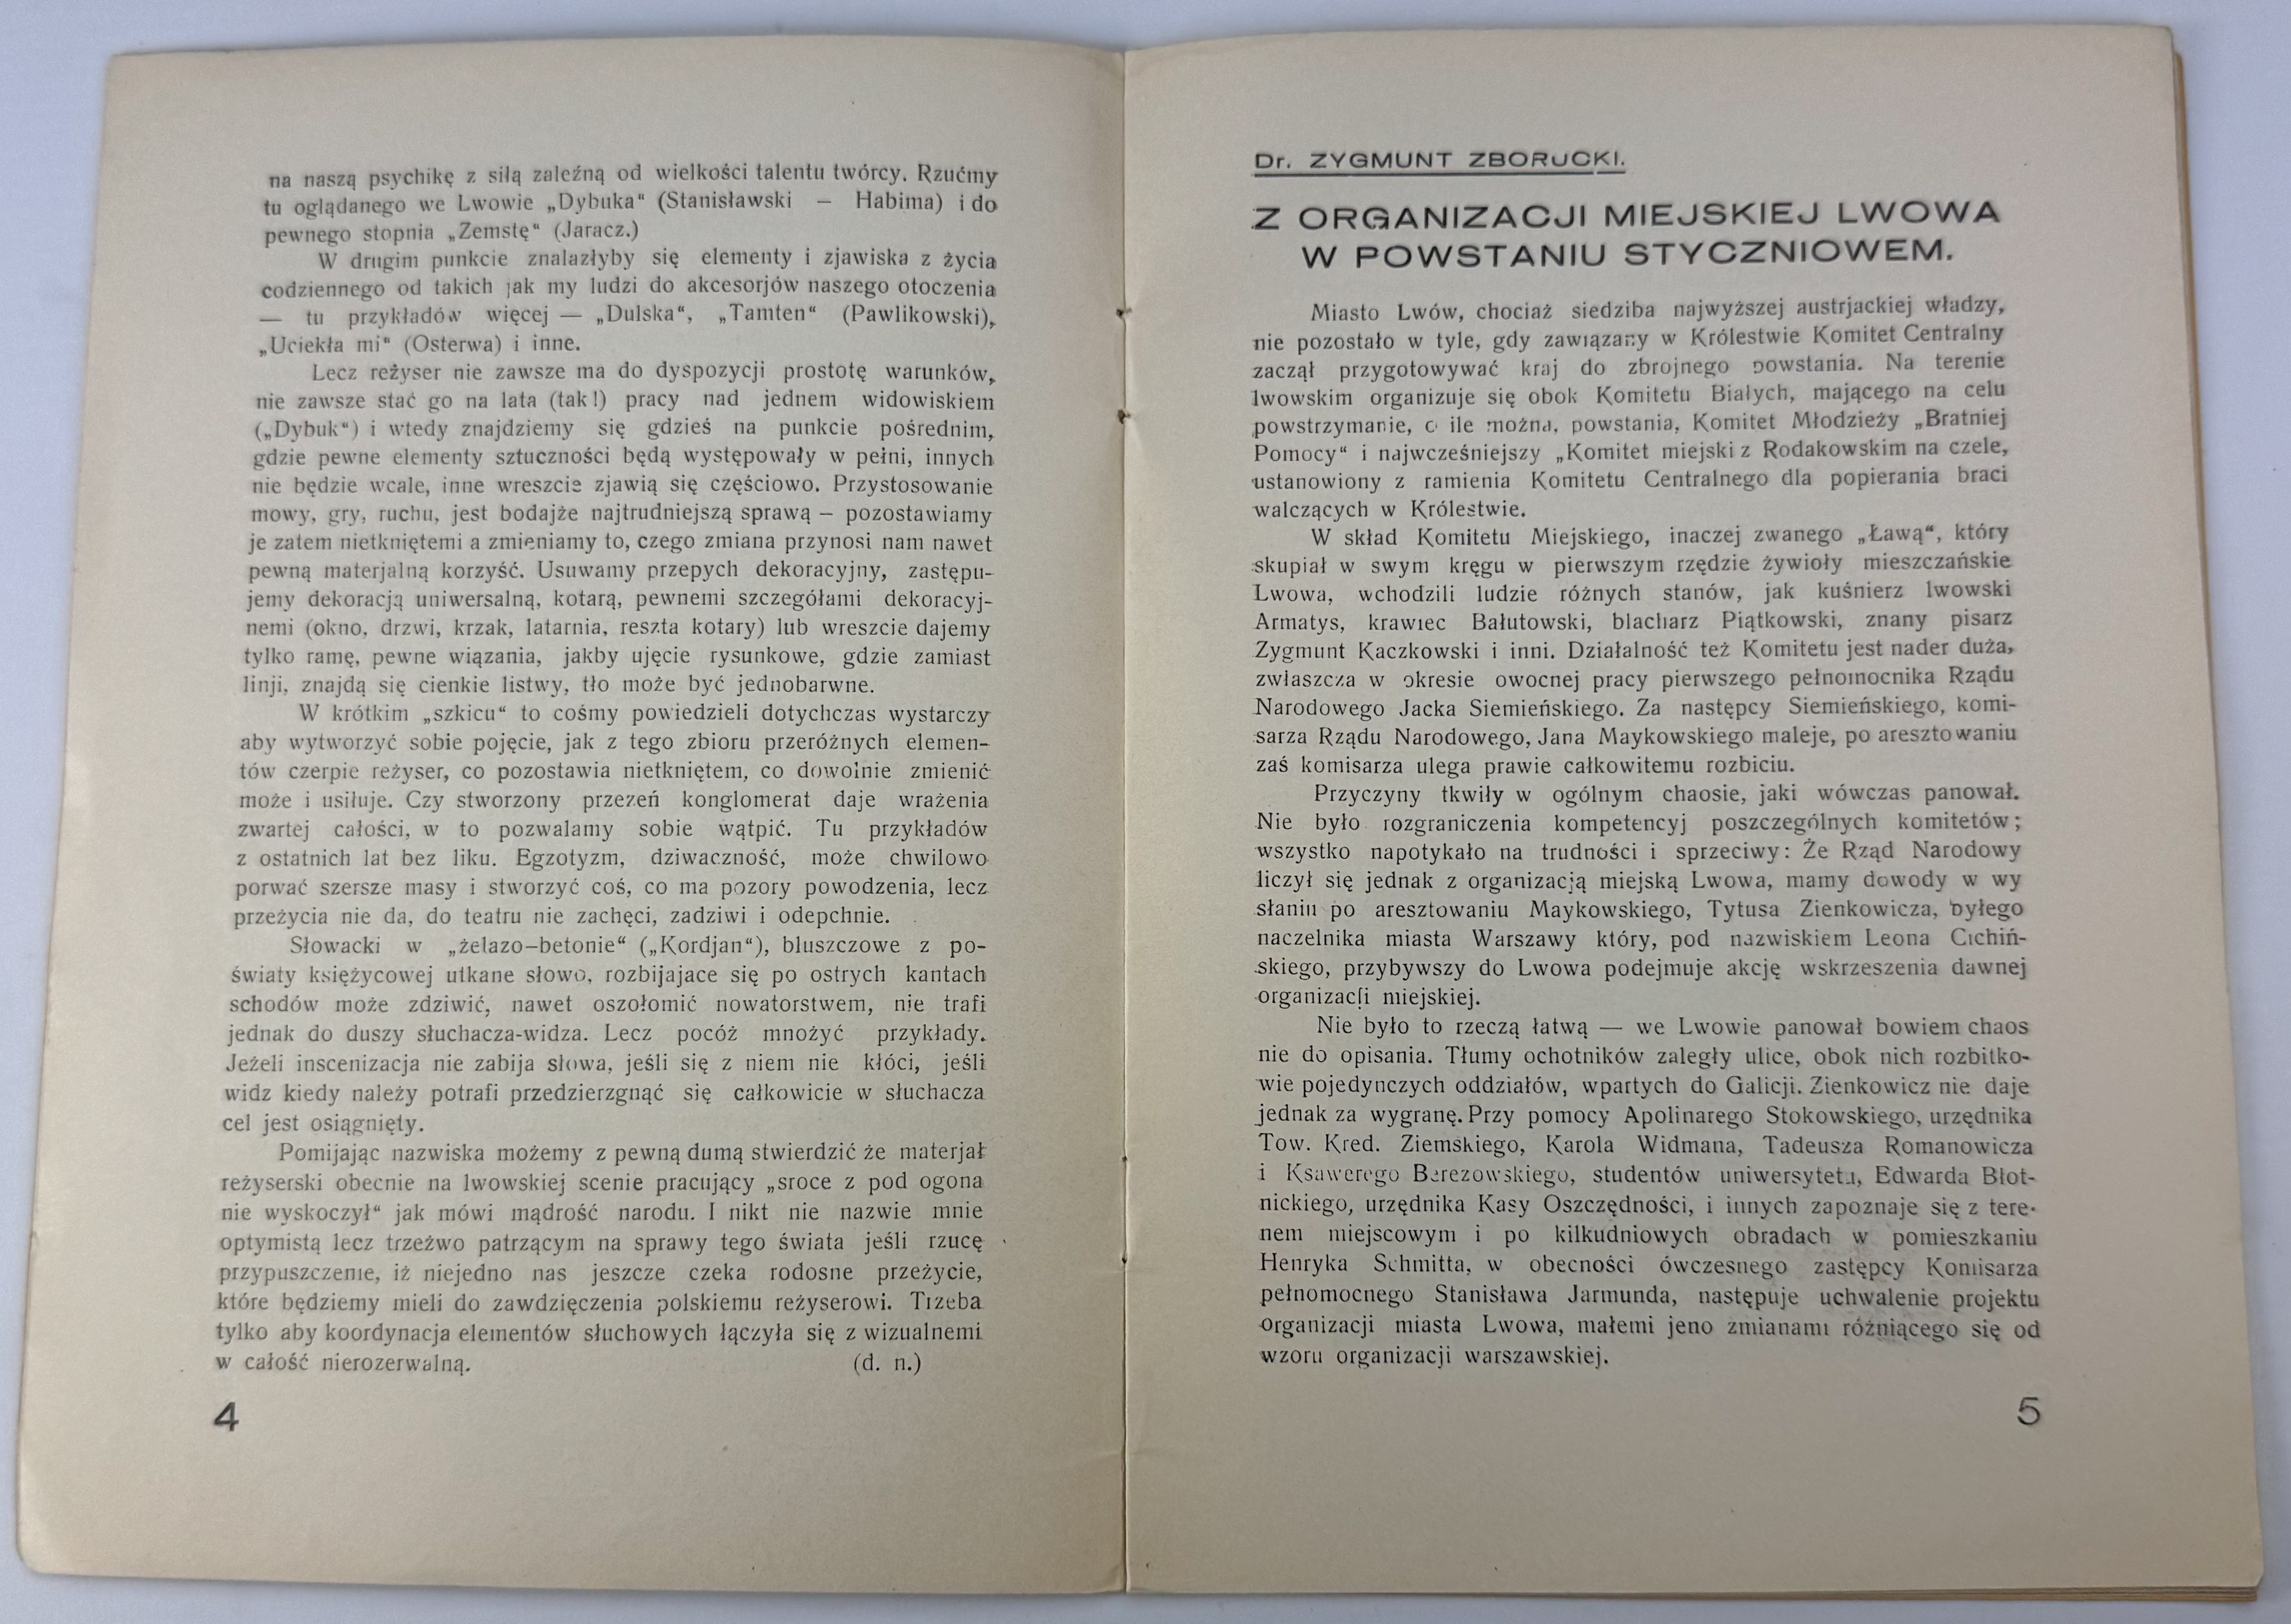 na naszą psychikę z siłą zależną od wielkości talentu twórcy. Rzućmy
tu oglądanego we Lwowie „Dybuka“ (Stanisławski – Habima) i do
pewnego stopnia „Zemstę“ (Jaracz.)
W drugim punkcie znalazłyby się elementy i zjawiska z życia
codziennego od takich jak my ludzi do akcesorjów naszego otoczenia
— tu przykładów więcej — „Dulska“, „Tamten“ (Pawlikowski),
„Uciekła mi“ (Osterwa) i inne.
Lecz reżyser nie zawsze ma do dyspozycji prostotę warunków,
nie zawsze stać go na lata (tak!) pracy nad jednem widowiskiem
(„Dybuk“) i wtedy znajdziemy się gdzieś na punkcie pośrednim,
gdzie pewne elementy sztuczności będą występowały w pełni, innych
nie będzie wcale, inne wreszcie zjawią się częściowo. Przystosowanie
mowy, gry, ruchu, jest bodajże najtrudniejszą sprawą – pozostawiamy
je zatem nietkniętemi a zmieniamy to, czego zmiana przynosi nam nawet
pewną materjalną korzyść. Usuwamy przepych dekoracyjny, zastępu-
jemy dekoracją uniwersalną, kotarą, pewnemi szczegółami dekoracyj-
nemi (okno, drzwi, krzak, latarnia, reszta kotary) lub wreszcie dajemy
tylko ramę, pewne wiązania, jakby ujęcie rysunkowe, gdzie zamiast
linji, znajdą się cienkie listwy, tło może być jednobarwne.
W krótkim „szkicu“ to cośmy powiedzieli dotychczas wystarczy
aby wytworzyć sobie pojęcie, jak z tego zbioru przeróżnych elemen-
tów czerpie reżyser, co pozostawia nietkniętem, co dowolnie zmienić
może i usiłuje. Czy stworzony przezeń konglomerat daje wrażenia
zwartej całości, w to pozwalamy sobie wątpić. Tu przykładów
z ostatnich lat bez liku. Egzotyzm, dziwaczność, może chwilowo
porwać szersze masy i stworzyć coś, co ma pozory powodzenia, lecz
przeżycia nie da, do teatru nie zachęci, zadziwi i odepchnie.
Słowacki w „żelazo-betonie“ („Kordjan“), bluszczowe z po-
światy księżycowej utkane słowo, rozbijajace się po ostrych kantach
schodów może zdziwić, nawet oszołomić nowatorstwem, nie trafi
jednak do duszy słuchacza-widza. Lecz pocóż mnożyć przykłady.
Jeżeli inscenizacja nie zabija słowa, jeśli się z niem nie kłóci, jeśli
widz kiedy należy potrafi przedzierzgnąć się całkowicie w słuchacza
cel jest osiągnięty.
Pomijając nazwiska możemy z pewną dumą stwierdzić że materjał
reżyserski obecnie na lwowskiej scenie pracujący „sroce z pod ogona
nie wyskoczył“ jak mówi mądrość narodu. I nikt nie nazwie mnie
optymistą lecz trzeźwo patrzącym na sprawy tego świata jeśli rzucę
przypuszczenie, iż niejedno nas jeszcze czeka rodosne przeżycie,
które będziemy mieli do zawdzięczenia polskiemu reżyserowi. Trzeba
tylko aby koordynacja elementów słuchowych łączyła się z wizualnemi
w całość nierozerwalną. (d. n.)
4
Dr. ZYGMUNT ZBORUCKI.
Z ORGANIZACJI MIEJSKIEJ LWOWA
W POWSTANIU STYCZNIOWEM.
Miasto Lwów, chociaż siedziba najwyższej austrjackiej władzy,
nie pozostało w tyle, gdy zawiązany w Królestwie Komitet Centralny
zaczął przygotowywać kraj do zbrojnego powstania. Na terenie
lwowskim organizuje się obok Komitetu Białych, mającego na celu
powstrzymanie, o ile można, powstania, Komitet Młodzieży „Bratniej
Pomocy“ i najwcześniejszy „Komitet miejski z Rodakowskim na czele,
ustanowiony z ramienia Komitetu Centralnego dla popierania braci
walczących w Królestwie.
W skład Komitetu Miejskiego, inaczej zwanego „Ławą“, który
skupiał w swym kręgu w pierwszym rzędzie żywioły mieszczańskie
Lwowa, wchodzili ludzie różnych stanów, jak kuśnierz lwowski
Armatys, krawiec Bałutowski, blacharz Piątkowski, znany pisarz
Zygmunt Kaczkowski i inni. Działalność też Komitetu jest nader duża,
zwłaszcza w okresie owocnej pracy pierwszego pełnomocnika Rządu
Narodowego Jacka Siemieńskiego. Za następcy Siemieńskiego, komi-
sarza Rządu Narodowego, Jana Maykowskiego maleje, po aresztowaniu
zaś komisarza ulega prawie całkowitemu rozbiciu.
Przyczyny tkwiły w ogólnym chaosie, jaki wówczas panował.
Nie było rozgraniczenia kompetencyj poszczególnych komitetów;
wszystko napotykało na trudności i sprzeciwy: Że Rząd Narodowy
liczył się jednak z organizacją miejską Lwowa, mamy dowody w wy
słaniu po aresztowaniu Maykowskiego, Tytusa Zienkowicza, byłego
naczelnika miasta Warszawy który, pod nazwiskiem Leona Cichiń-
skiego, przybywszy do Lwowa podejmuje akcję wskrzeszenia dawnej
organizacji miejskiej.
Nie było to rzeczą łatwą — we Lwowie panował bowiem chaos
nie do opisania. Tłumy ochotników zaległy ulice, obok nich rozbitko-
wie pojedynczych oddziałów, wpartych do Galicji. Zienkowicz nie daje
jednak za wygranę. Przy pomocy Apolinarego Stokowskiego, urzędnika
Tow. Kred. Ziemskiego, Karola Widmana, Tadeusza Romanowicza
i Ksawerego Berezowskiego, studentów uniwersytetu, Edwarda Błot-
nickiego, urzędnika Kasy Oszczędności, i innych zapoznaje się z tere-
nem miejscowym i po kilkudniowych obradach w pomieszkaniu
Henryka Schmitta, w obecności ówczesnego zastępcy Komisarza
pełnomocnego Stanisława Jarmunda, następuje uchwalenie projektu
organizacji miasta Lwowa, małemi jeno zmianami różniącego się od
wzoru organizacji warszawskiej.
5